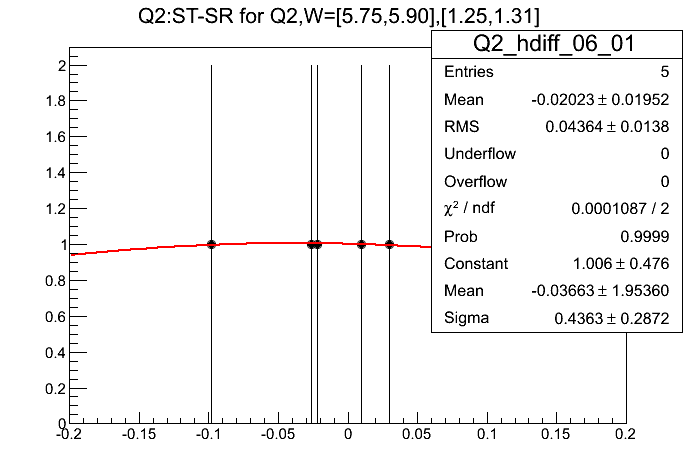 Q2:ST-SR for Q2,W=[5.75,5.90],[1.25,1.31]
Q2_hdiff_06_01
Entries 5
Mean -0.02023 ± 0.01952
RMS 0.04364 ± 0.0138
Underflow 0
Overflow 0
χ² / ndf 0.0001087 / 2
Prob 0.9999
Constant 1.006 ± 0.476
Mean -0.03663 ± 1.95360
Sigma 0.4363 ± 0.2872
2
1.8
1.6
1.4
1.2
1
0.8
0.6
0.4
0.2
0
-0.2 -0.15 -0.1 -0.05 0 0.05 0.1 0.15 0.2